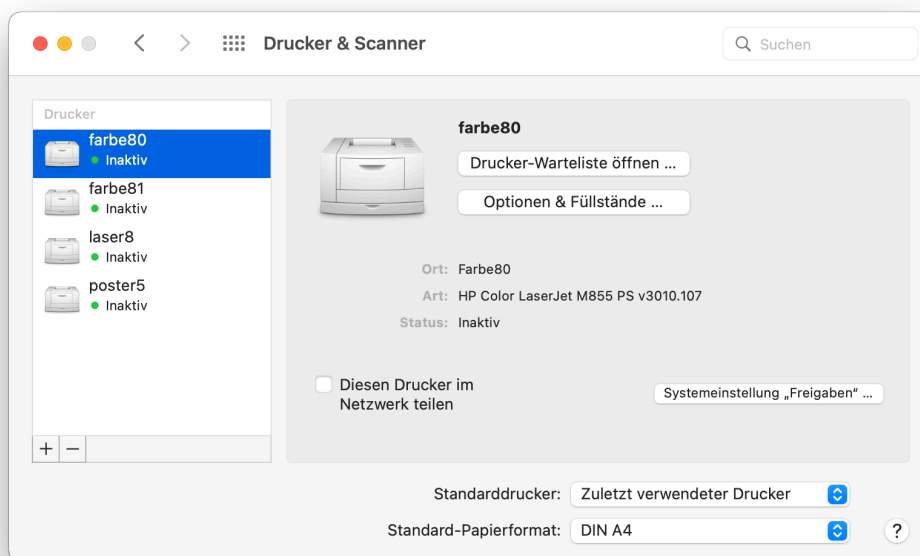 Drucker & Scanner
Suchen
Drucker
farbe80
Inaktiv
farbe81
Inaktiv
laser8
Inaktiv
poster5
Inaktiv
+ −
farbe80
Drucker-Warteliste öffnen ...
Optionen & Füllstände ...
Ort: Farbe80
Art: HP Color LaserJet M855 PS v3010.107
Status: Inaktiv
Diesen Drucker im
Netzwerk teilen
Systemeinstellung „Freigaben“ ...
Standarddrucker: Zuletzt verwendeter Drucker
Standard-Papierformat: DIN A4
?